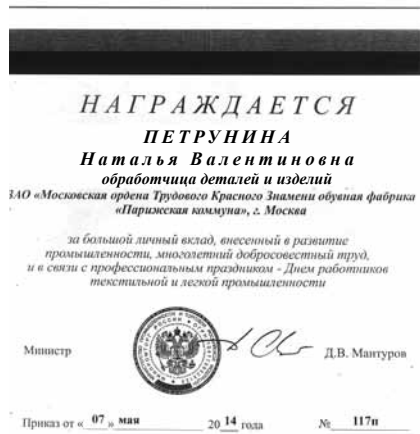 НАГРАЖДАЕТСЯ
ПЕТРУНИНА
Наталья Валентиновна
обработчица деталей и изделий
ЗАО «Московская ордена Трудового Красного Знамени обувная фабрика
«Парижская коммуна», г. Москва
за большой личный вклад, внесенный в развитие
промышленности, многолетний добросовестный труд,
и в связи с профессиональным праздником - Днем работников
текстильной и легкой промышленности
Министр Д.В. Мантуров
Приказ от « 07 » мая 20 14 года № 117п